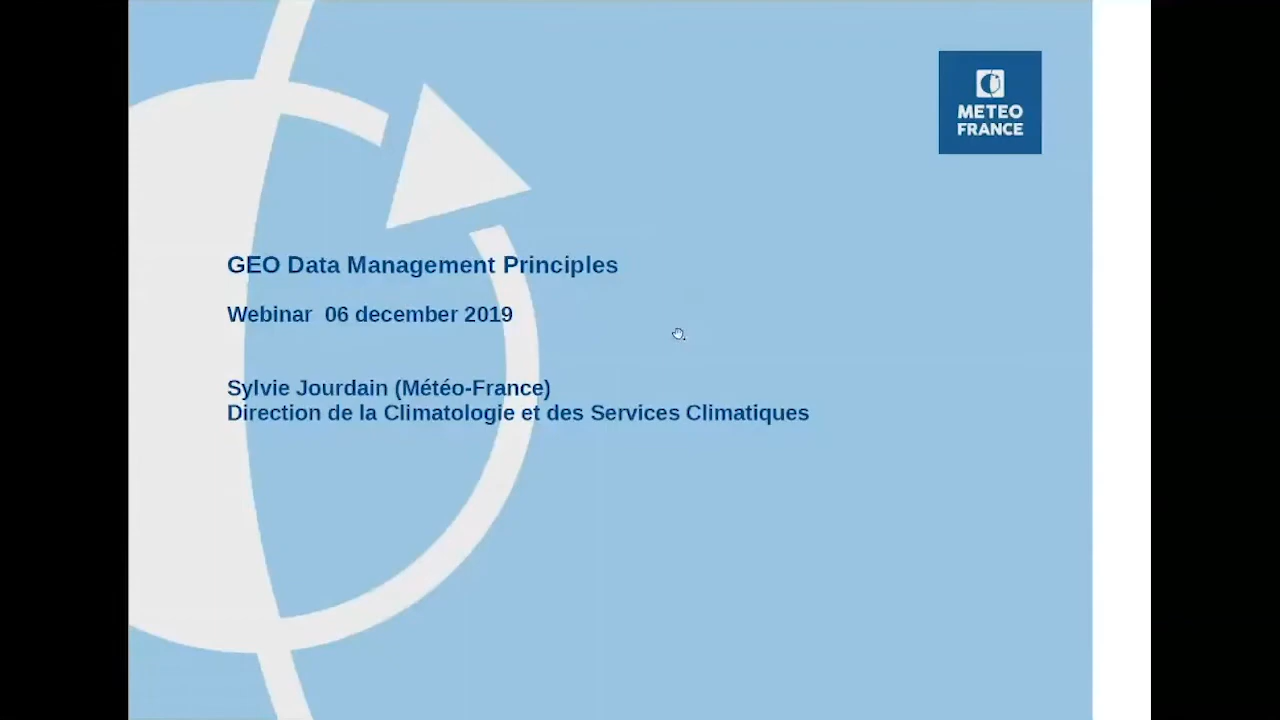 METEO
FRANCE
GEO Data Management Principles
Webinar  06 december 2019
Sylvie Jourdain (Météo-France)
Direction de la Climatologie et des Services Climatiques